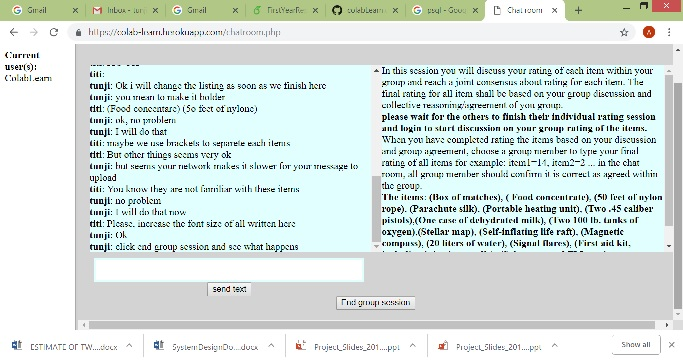 Gmail
Inbox - tunj
Gmail
FirstYearRe
colabLearn
psql - Goog
Chat room
https://colab-learn.herokuapp.com/chatroom.php
Current
user(s):
ColabLearn
titi:
tunji: Ok i will change the listing as soon as we finish here
tunji: you mean to make it bolder
titi: (Food concentare) (5o feet of nylone)
tunji: ok, no problem
tunji: I will do that
titi: maybe we use brackets to separete each items
titi: But other things seems very ok
tunji: but seems your network makes it slower for your message to
upload
titi: You know they are not familiar with these items
tunji: no problem
tunji: I will do that now
titi: Please, increase the font size of all written here
tunji: Ok
tunji: click end group session and see what happens
send text
In this session you will discuss your rating of each item within your
group and reach a joint consensus about rating for each item. The
final rating for all item shall be based on your group discussion and
collective reasoning/agreement of you group.
please wait for the others to finish their individual rating session
and login to start discussion on your group rating of the items.
When you have completed rating the items based on your discussion
and group agreement, choose a group member to type your final
rating of all items for example: item1=14, item2=2 ... in the chat
room, all group member should confirm it is correct as agreed within
the group.
The items: (Box of matches), ( Food concentrate), (50 feet of nylon
rope), (Parachute silk), (Portable heating unit), (Two .45 caliber
pistols),(One case of dehydrated milk), (Two 100 lb. tanks of
oxygen),(Stellar map), (Self-inflating life raft), (Magnetic
compass), (20 liters of water), (Signal flares), (First aid kit,
End group session
ESTIMATE OF TW....docx
SystemDesignDo....docx
Project_Slides_201....ppt
Project_Slides_201....ppt
Show all